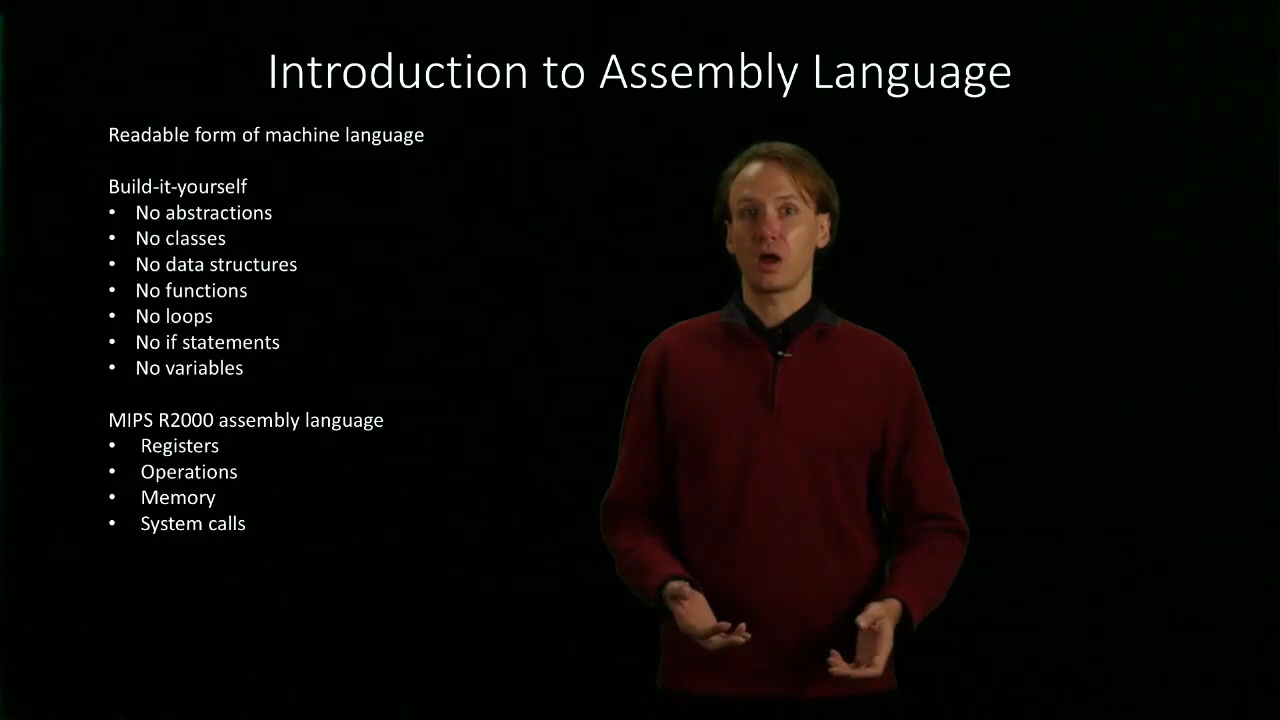 Introduction to Assembly Language
Readable form of machine language
Build-it-yourself
• No abstractions
• No classes
• No data structures
• No functions
• No loops
• No if statements
• No variables
MIPS R2000 assembly language
• Registers
• Operations
• Memory
• System calls